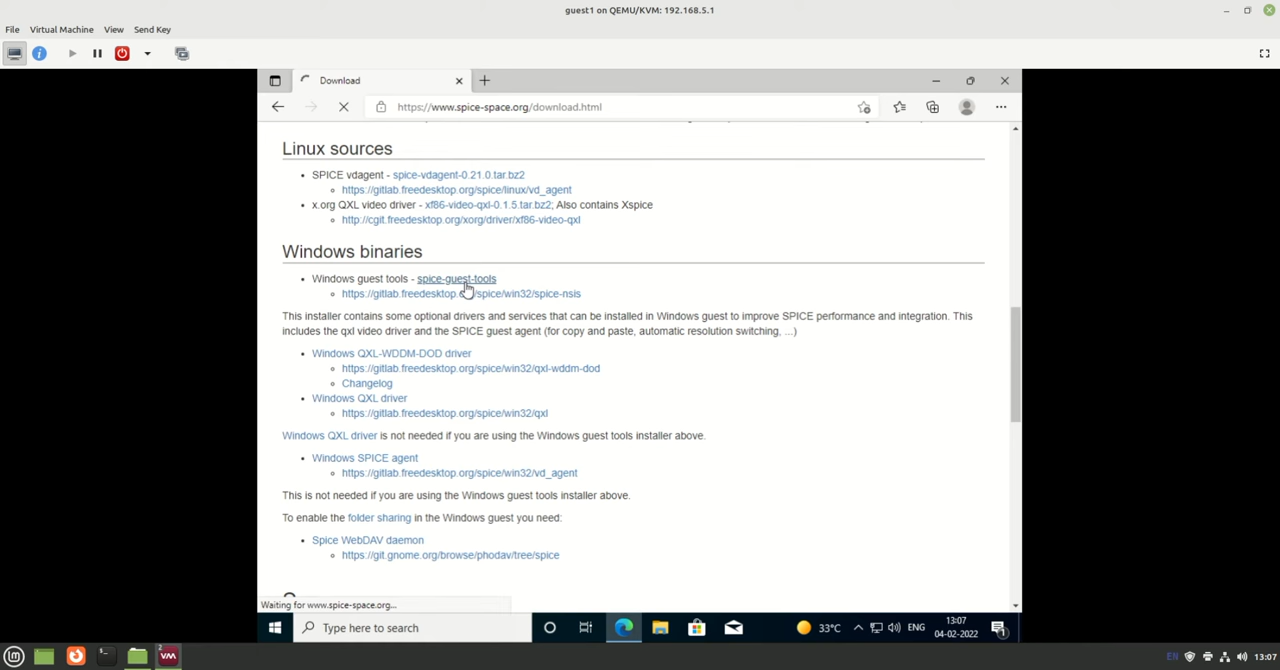 guest1 on QEMU/KVM: 192.168.5.1
File Virtual Machine View Send Key
Download
https://www.spice-space.org/download.html
Linux sources
SPICE vdagent - spice-vdagent-0.21.0.tar.bz2
https://gitlab.freedesktop.org/spice/linux/vd_agent
x.org QXL video driver - xf86-video-qxl-0.1.5.tar.bz2; Also contains Xspice
http://cgit.freedesktop.org/xorg/driver/xf86-video-qxl
Windows binaries
Windows guest tools - spice-guest-tools
https://gitlab.freedesktop.org/spice/win32/spice-nsis
This installer contains some optional drivers and services that can be installed in Windows guest to improve SPICE performance and integration. This
includes the qxl video driver and the SPICE guest agent (for copy and paste, automatic resolution switching, ...)
Windows QXL-WDDM-DOD driver
https://gitlab.freedesktop.org/spice/win32/qxl-wddm-dod
Changelog
Windows QXL driver
https://gitlab.freedesktop.org/spice/win32/qxl
Windows QXL driver is not needed if you are using the Windows guest tools installer above.
Windows SPICE agent
https://gitlab.freedesktop.org/spice/win32/vd_agent
This is not needed if you are using the Windows guest tools installer above.
To enable the folder sharing in the Windows guest you need:
Spice WebDAV daemon
https://git.gnome.org/browse/phodav/tree/spice
Waiting for www.spice-space.org...
Type here to search
33°C
ENG
13:07
04-02-2022
1
2
EN
13:07